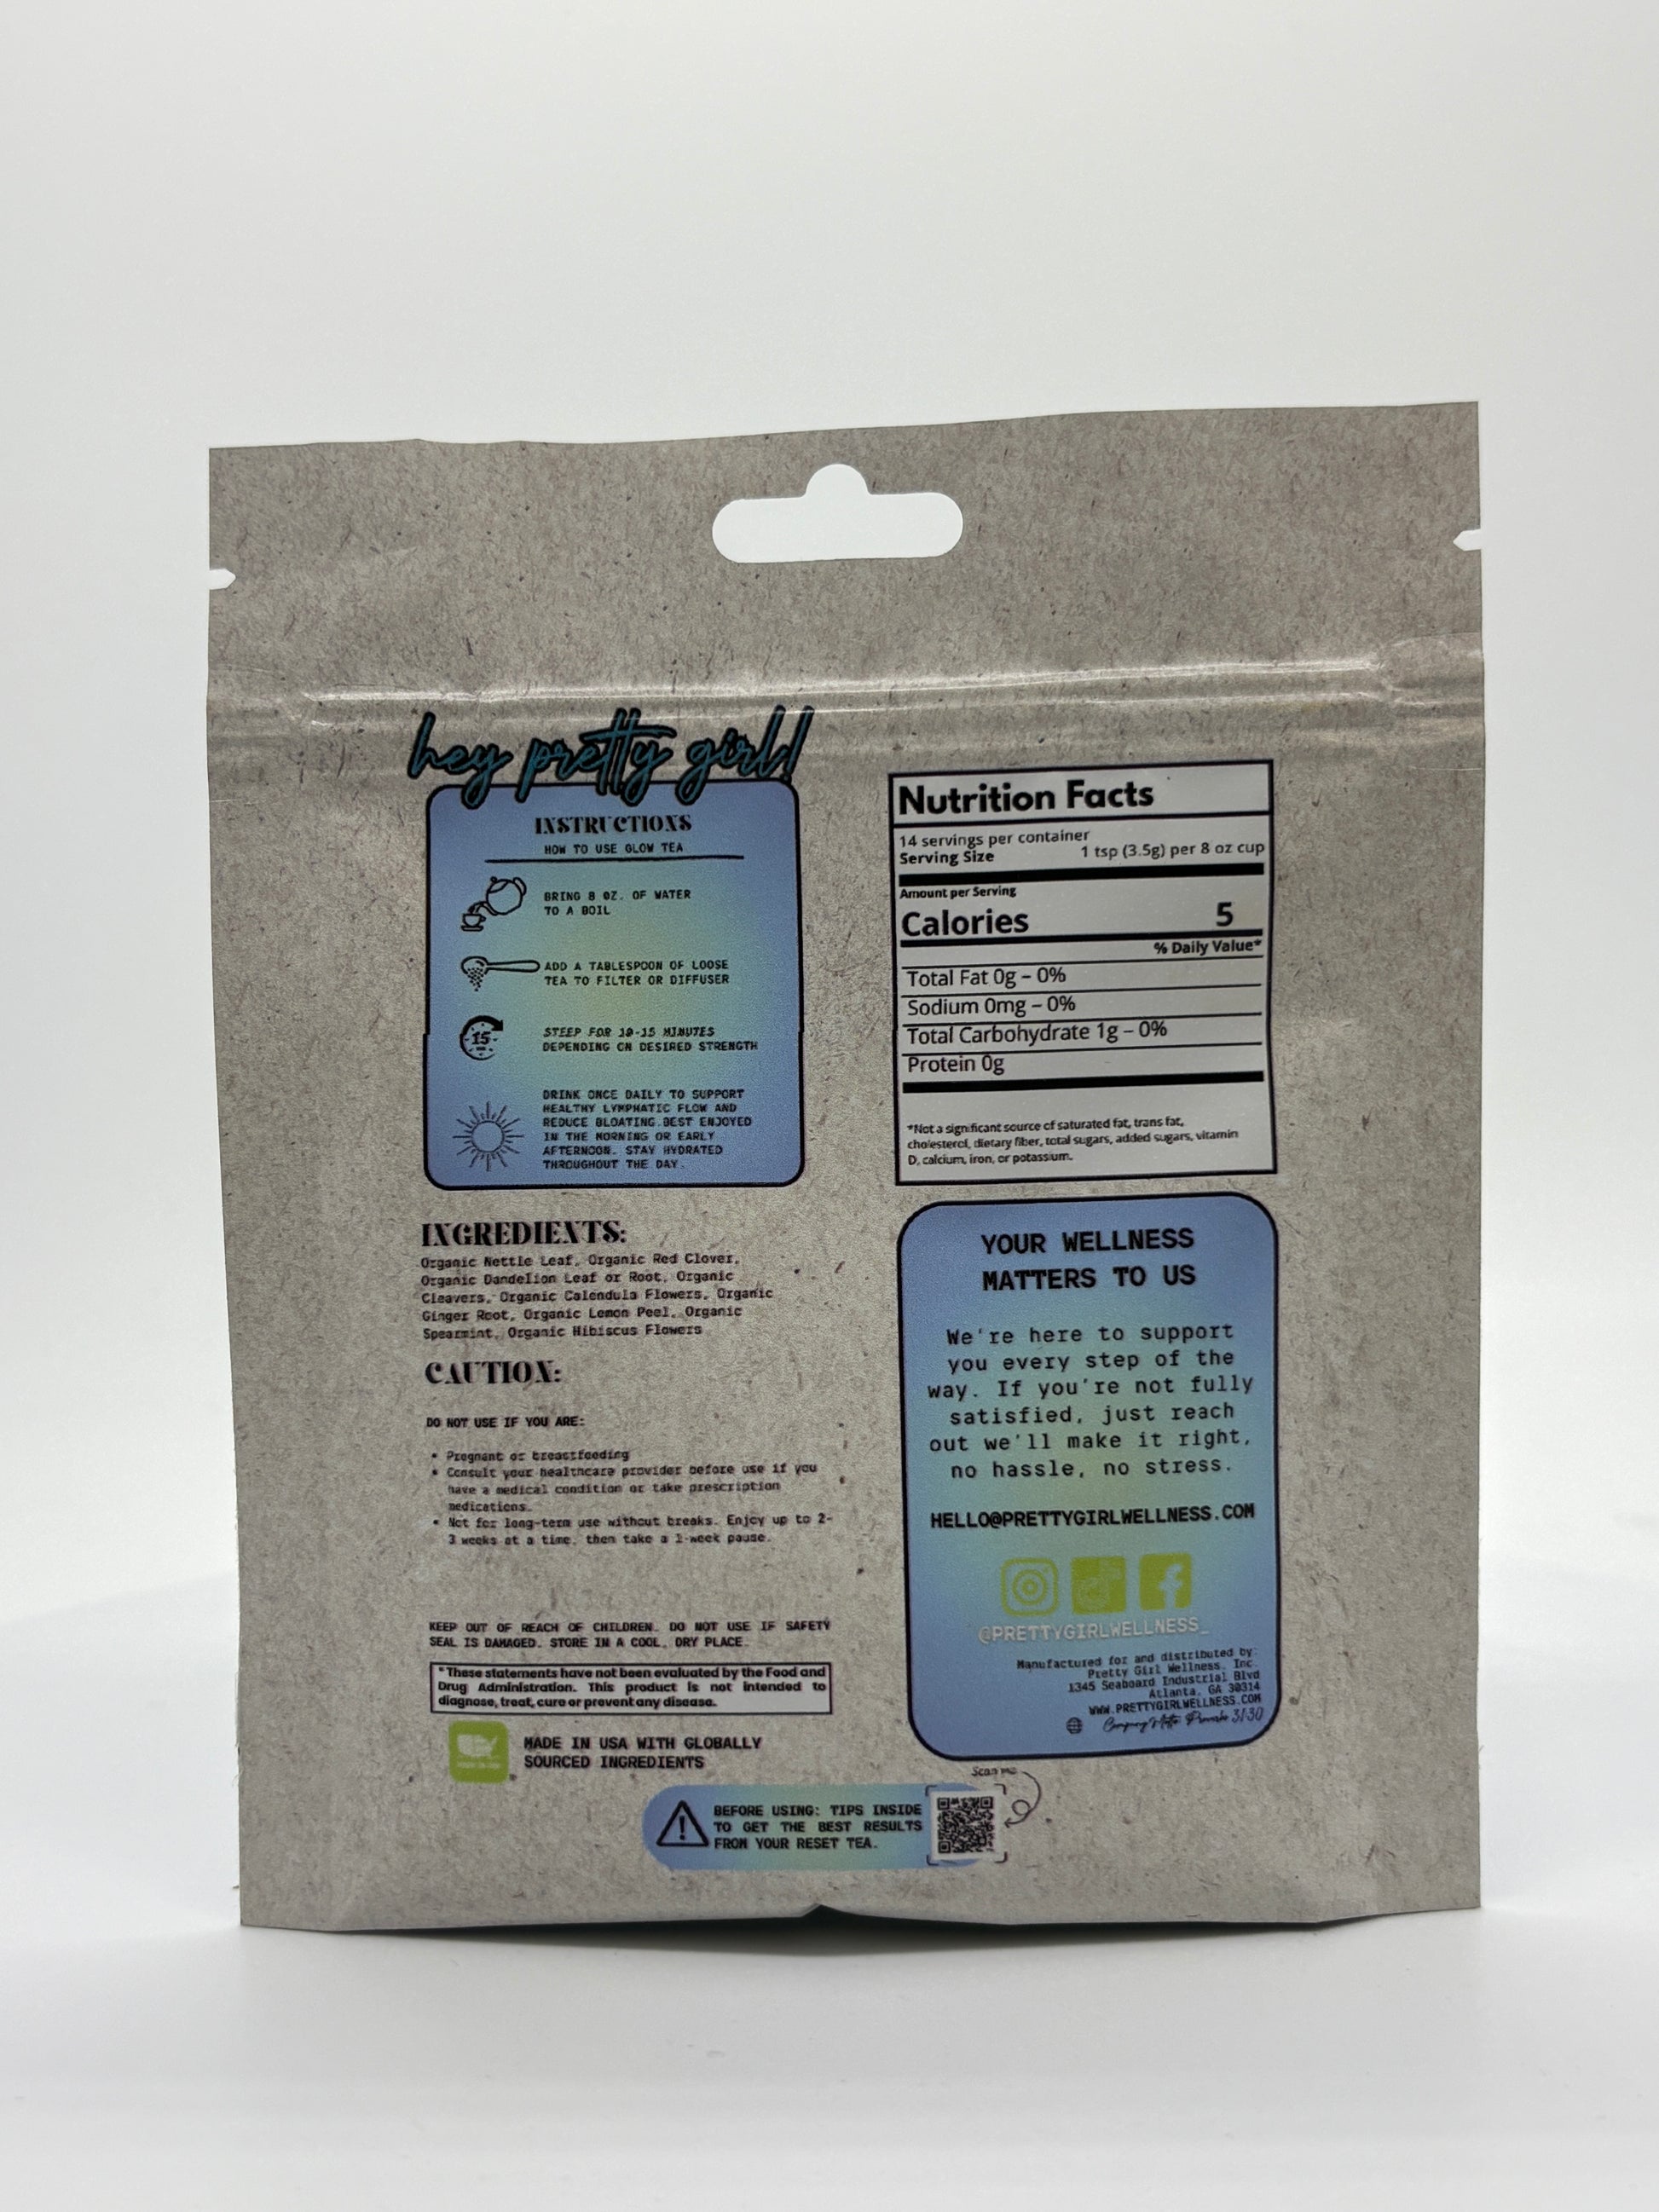 hey pretty girl!
INSTRUCTIONS
HOW TO USE GLOW TEA
BRING 8 OZ. OF WATER
TO A BOIL
ADD A TABLESPOON OF LOOSE
TEA TO FILTER OR DIFFUSER
15
STEEP FOR 10-15 MINUTES
DEPENDING ON DESIRED STRENGTH
DRINK ONCE DAILY TO SUPPORT
HEALTHY LYMPHATIC FLOW AND
REDUCE BLOATING.BEST ENJOYED
IN THE MORNING OR EARLY
AFTERNOON. STAY HYDRATED
THROUGHOUT THE DAY.
INGREDIENTS:
Organic Nettle Leaf, Organic Red Clover,
Organic Dandelion Leaf or Root, Organic
Cleavers, Organic Calendula Flowers, Organic
Ginger Root, Organic Lemon Peel, Organic
Spearmint, Organic Hibiscus Flowers
CAUTION:
DO NOT USE IF YOU ARE:
• Pregnant or breastfeeding
• Consult your healthcare provider before use if you
have a medical condition or take prescription
medications.
• Not for long-term use without breaks. Enjoy up to 2-
3 weeks at a time, then take a 1-week pause.
KEEP OUT OF REACH OF CHILDREN. DO NOT USE IF SAFETY
SEAL IS DAMAGED. STORE IN A COOL, DRY PLACE.
*These statements have not been evaluated by the Food and
Drug Administration. This product is not intended to
diagnose, treat, cure or prevent any disease.
MADE IN USA WITH GLOBALLY
SOURCED INGREDIENTS
Nutrition Facts
14 servings per container
Serving Size 1 tsp (3.5g) per 8 oz cup
Amount per Serving
Calories 5
% Daily Value*
Total Fat 0g – 0%
Sodium 0mg – 0%
Total Carbohydrate 1g – 0%
Protein 0g
*Not a significant source of saturated fat, trans fat,
cholesterol, dietary fiber, total sugars, added sugars, vitamin
D, calcium, iron, or potassium.
YOUR WELLNESS
MATTERS TO US
We're here to support
you every step of the
way. If you're not fully
satisfied, just reach
out we'll make it right,
no hassle, no stress.
HELLO@PRETTYGIRLWELLNESS.COM
@PRETTYGIRLWELLNESS_
Manufactured for and distributed by:
Pretty Girl Wellness, Inc.
1345 Seaboard Industrial Blvd
Atlanta, GA 30314
WWW.PRETTYGIRLWELLNESS.COM
Company Motto: Proverbs 31:30
Scan me
BEFORE USING: TIPS INSIDE
TO GET THE BEST RESULTS
FROM YOUR RESET TEA.